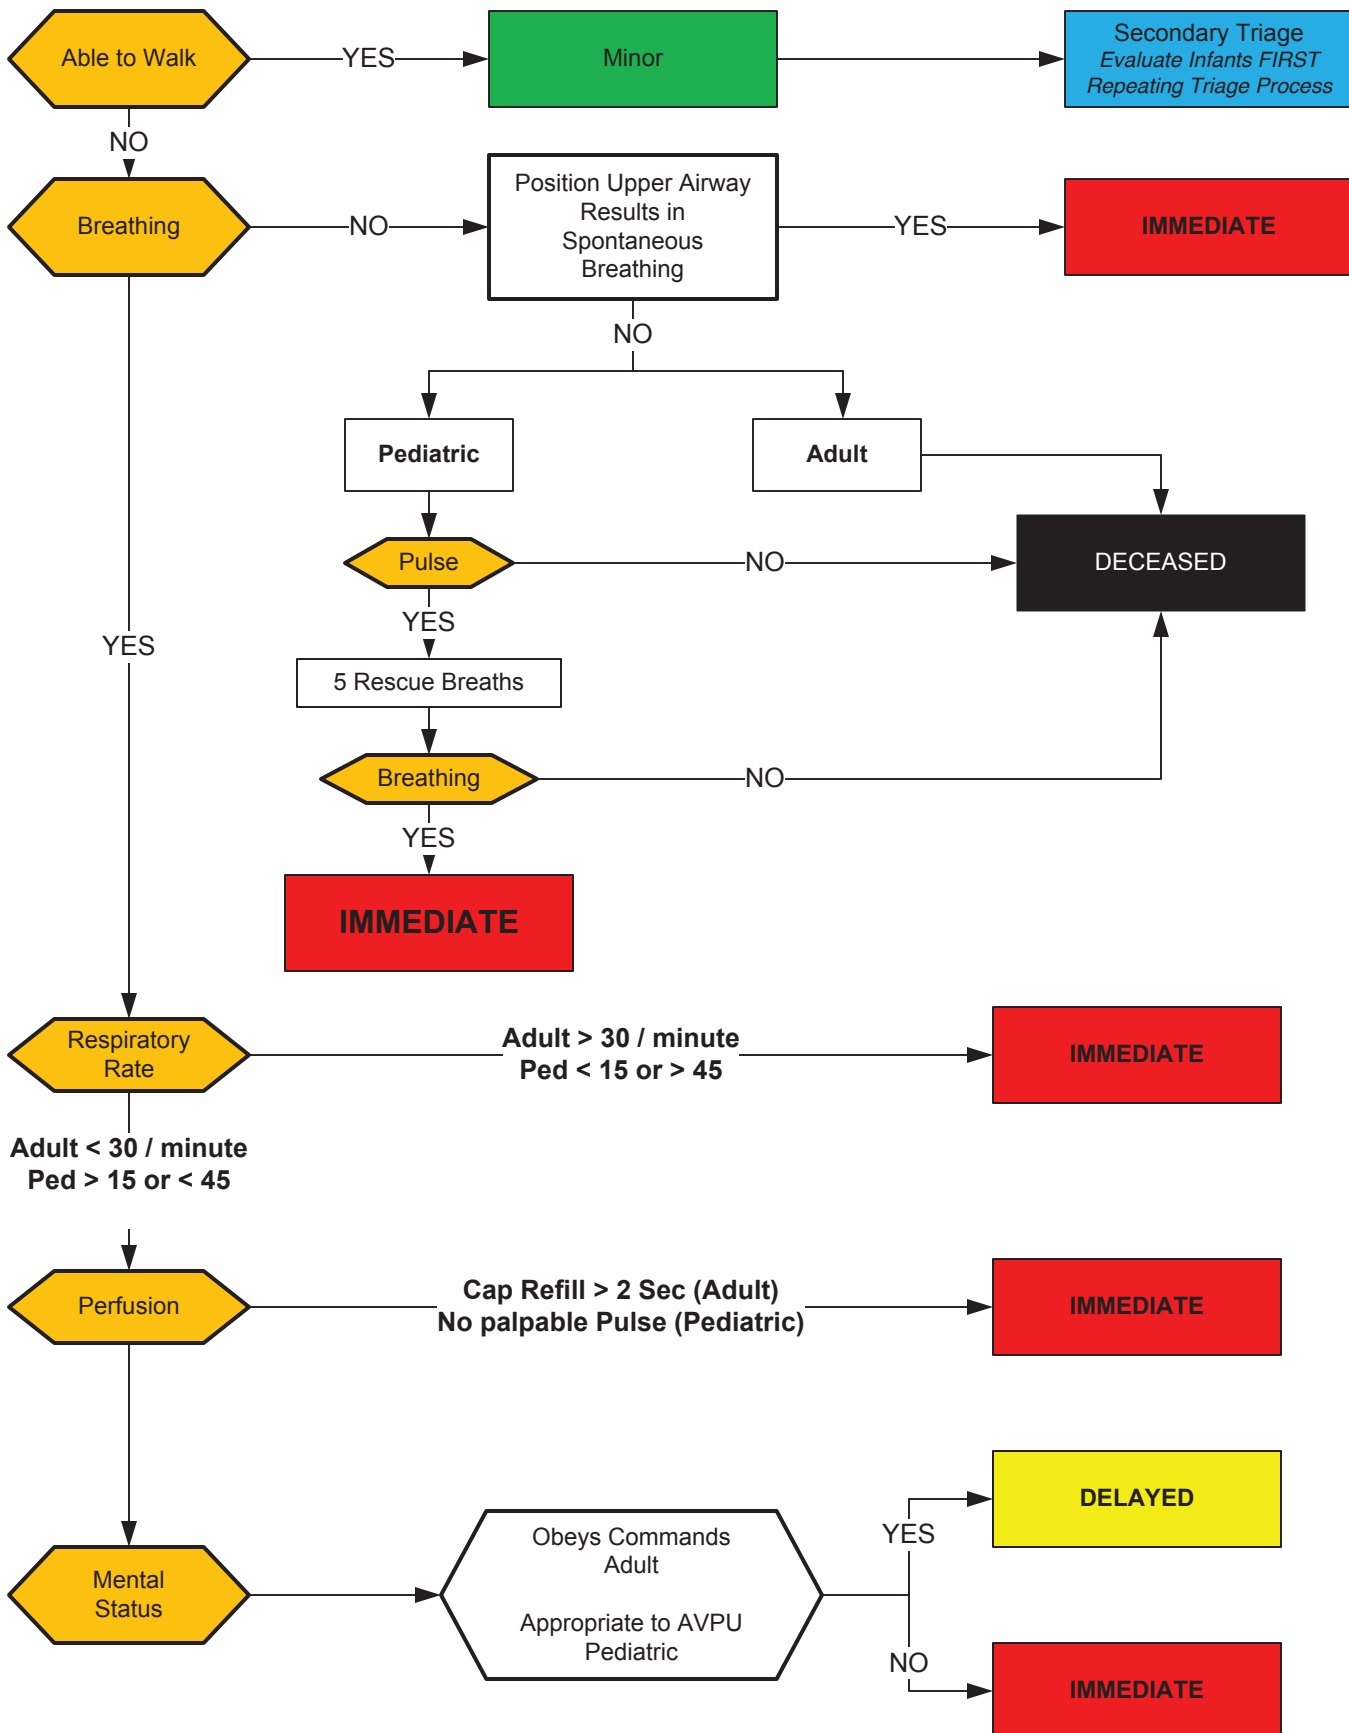 Able to Walk
YES
Minor
Secondary Triage
Evaluate Infants FIRST
Repeating Triage Process
NO
Breathing
NO
Position Upper Airway
Results in
Spontaneous
Breathing
YES
IMMEDIATE
NO
Pediatric
Adult
Pulse
NO
DECEASED
YES
YES
5 Rescue Breaths
Breathing
NO
YES
IMMEDIATE
Respiratory
Rate
Adult > 30 / minute
Ped < 15 or > 45
IMMEDIATE
Adult < 30 / minute
Ped > 15 or < 45
Perfusion
Cap Refill > 2 Sec (Adult)
No palpable Pulse (Pediatric)
IMMEDIATE
Mental
Status
Obeys Commands
Adult
Appropriate to AVPU
Pediatric
YES
DELAYED
NO
IMMEDIATE